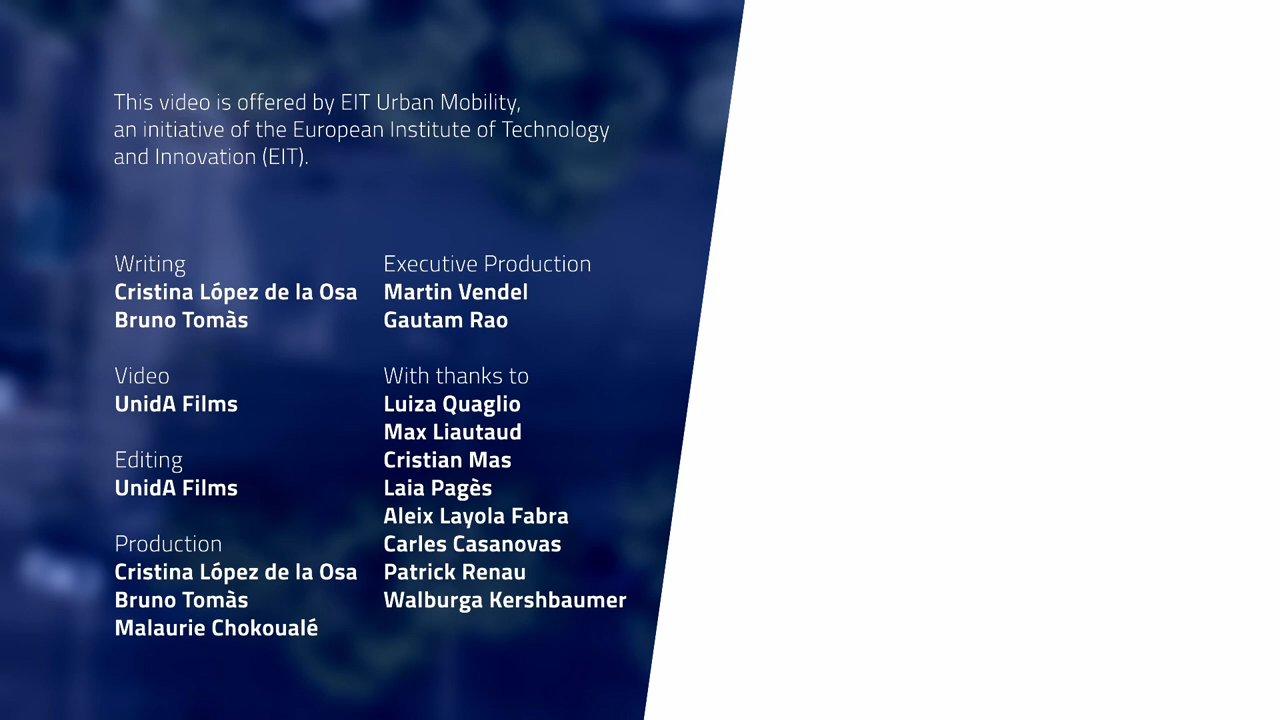 This video is offered by EIT Urban Mobility,
an initiative of the European Institute of Technology
and Innovation (EIT).
Writing
Cristina López de la Osa
Bruno Tomàs
Video
UnidA Films
Editing
UnidA Films
Production
Cristina López de la Osa
Bruno Tomàs
Malaurie Chokoualé
Executive Production
Martin Vendel
Gautam Rao
With thanks to
Luiza Quaglio
Max Liautaud
Cristian Mas
Laia Pagès
Aleix Layola Fabra
Carles Casanovas
Patrick Renau
Walburga Kershbaumer